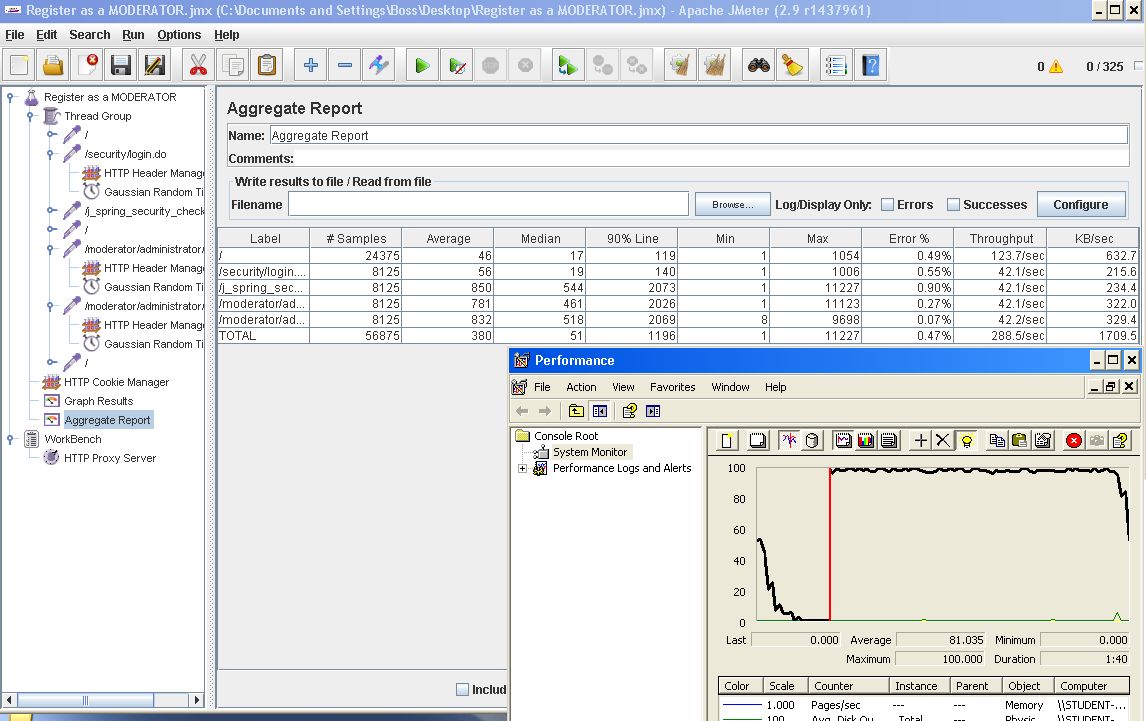 Register as a MODERATOR.jmx (C:\Documents and Settings\Boss\Desktop\Register as a MODERATOR.jmx) - Apache JMeter (2.9 r1437961)
File Edit Search Run Options Help
0 0 / 325
Register as a MODERATOR
Thread Group
/
/security/login.do
HTTP Header Manag
Gaussian Random Ti
/j_spring_security_check
/
/moderator/administrator/
HTTP Header Manag
Gaussian Random Ti
/moderator/administrator/
HTTP Header Manag
Gaussian Random Ti
/
HTTP Cookie Manager
Graph Results
Aggregate Report
WorkBench
HTTP Proxy Server
Aggregate Report
Name: Aggregate Report
Comments:
Write results to file / Read from file
Filename Browse... Log/Display Only: Errors Successes Configure
Label # Samples Average Median 90% Line Min Max Error % Throughput KB/sec
/ 24375 46 17 119 1 1054 0.49% 123.7/sec 632.7
/security/login.... 8125 56 19 140 1 1006 0.55% 42.1/sec 215.6
/j_spring_sec... 8125 850 544 2073 1 11227 0.90% 42.1/sec 234.4
/moderator/ad... 8125 781 461 2026 1 11123 0.27% 42.1/sec 322.0
/moderator/ad... 8125 832 518 2069 8 9698 0.07% 42.2/sec 329.4
TOTAL 56875 380 51 1196 1 11227 0.47% 288.5/sec 1709.5
Includ
Performance
File Action View Favorites Window Help
Console Root
System Monitor
Performance Logs and Alerts
100
80
60
40
20
0
Last 0.000 Average 81.035 Minimum 0.000
Maximum 100.000 Duration 1:40
Color Scale Counter Instance Parent Object Computer
1.000 Pages/sec --- --- Memory \\STUDENT-...
100 Avg. Disk Qu Total --- Physic \\STUDENT-